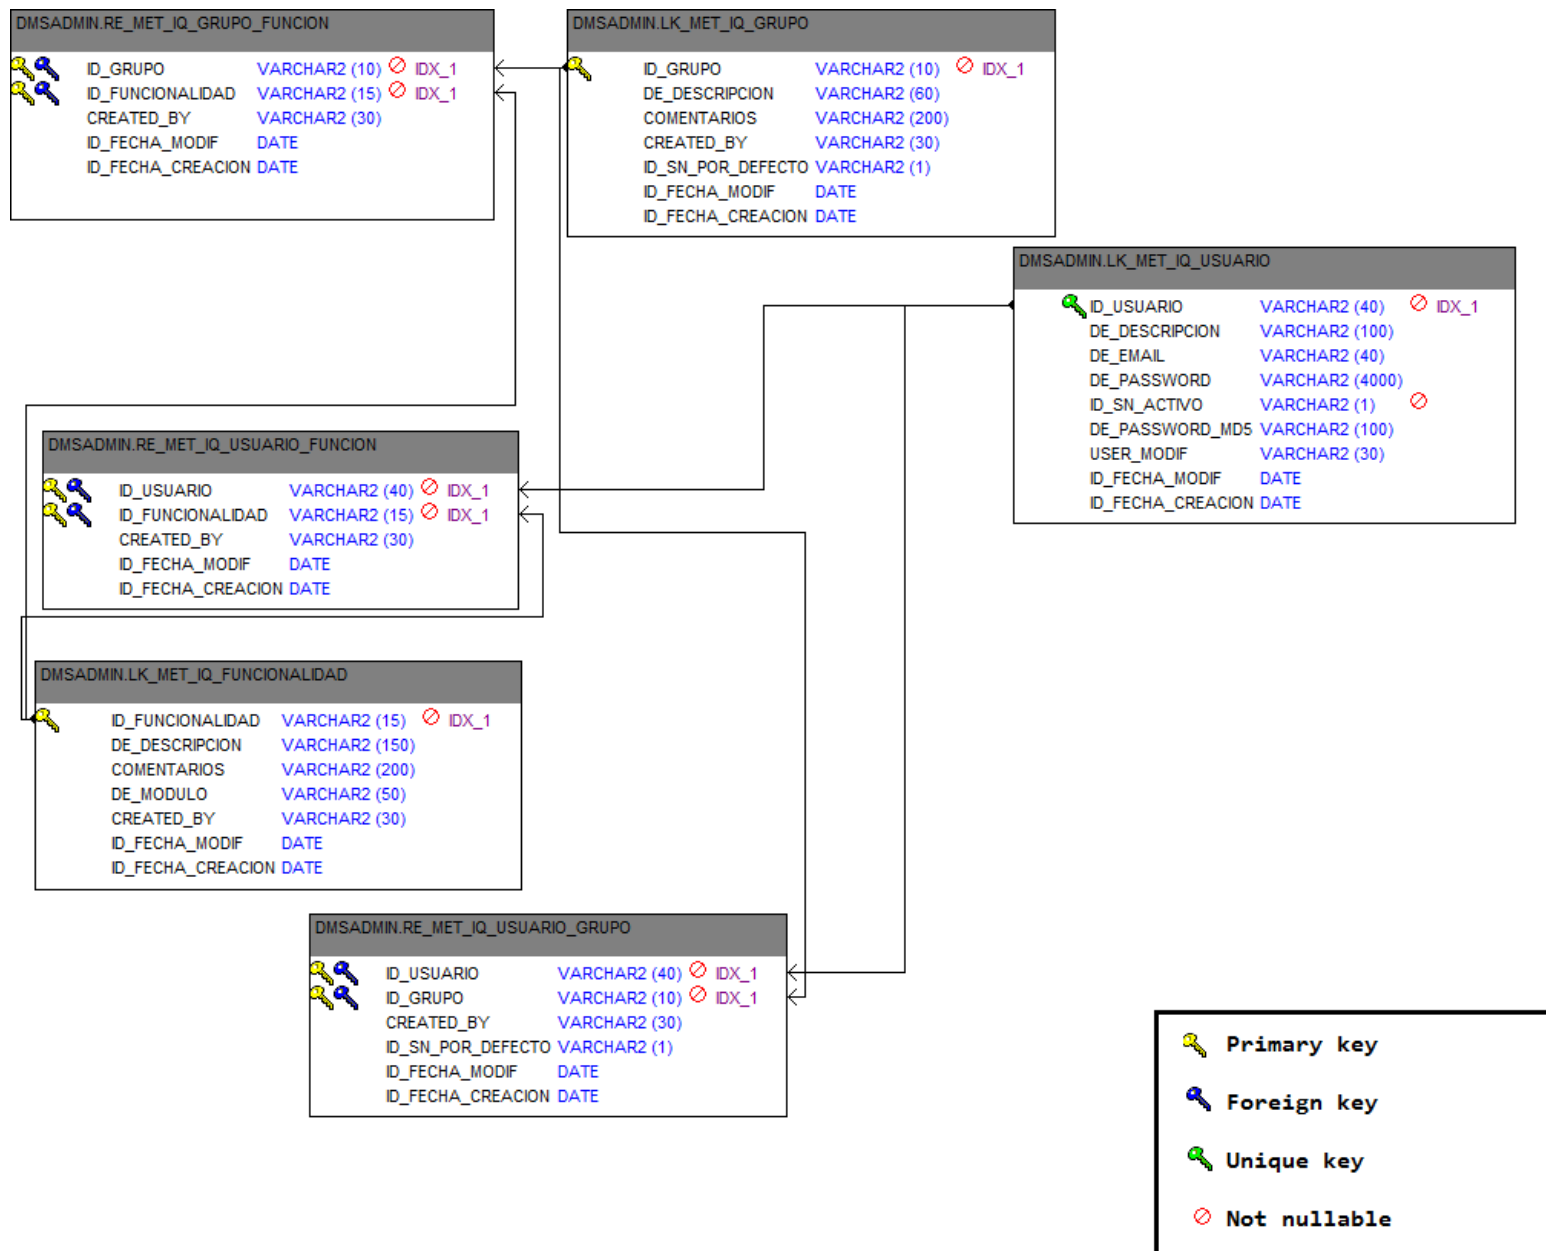 DMSADMIN.RE_MET_IQ_GRUPO_FUNCION
ID_GRUPO VARCHAR2 (10) IDX_1
ID_FUNCIONALIDAD VARCHAR2 (15) IDX_1
CREATED_BY VARCHAR2 (30)
ID_FECHA_MODIF DATE
ID_FECHA_CREACION DATE
DMSADMIN.LK_MET_IQ_GRUPO
ID_GRUPO VARCHAR2 (10) IDX_1
DE_DESCRIPCION VARCHAR2 (60)
COMENTARIOS VARCHAR2 (200)
CREATED_BY VARCHAR2 (30)
ID_SN_POR_DEFECTO VARCHAR2 (1)
ID_FECHA_MODIF DATE
ID_FECHA_CREACION DATE
DMSADMIN.LK_MET_IQ_USUARIO
ID_USUARIO VARCHAR2 (40) IDX_1
DE_DESCRIPCION VARCHAR2 (100)
DE_EMAIL VARCHAR2 (40)
DE_PASSWORD VARCHAR2 (4000)
ID_SN_ACTIVO VARCHAR2 (1)
DE_PASSWORD_MD5 VARCHAR2 (100)
USER_MODIF VARCHAR2 (30)
ID_FECHA_MODIF DATE
ID_FECHA_CREACION DATE
DMSADMIN.RE_MET_IQ_USUARIO_FUNCION
ID_USUARIO VARCHAR2 (40) IDX_1
ID_FUNCIONALIDAD VARCHAR2 (15) IDX_1
CREATED_BY VARCHAR2 (30)
ID_FECHA_MODIF DATE
ID_FECHA_CREACION DATE
DMSADMIN.LK_MET_IQ_FUNCIONALIDAD
ID_FUNCIONALIDAD VARCHAR2 (15) IDX_1
DE_DESCRIPCION VARCHAR2 (150)
COMENTARIOS VARCHAR2 (200)
DE_MODULO VARCHAR2 (50)
CREATED_BY VARCHAR2 (30)
ID_FECHA_MODIF DATE
ID_FECHA_CREACION DATE
DMSADMIN.RE_MET_IQ_USUARIO_GRUPO
ID_USUARIO VARCHAR2 (40) IDX_1
ID_GRUPO VARCHAR2 (10) IDX_1
CREATED_BY VARCHAR2 (30)
ID_SN_POR_DEFECTO VARCHAR2 (1)
ID_FECHA_MODIF DATE
ID_FECHA_CREACION DATE
Primary key
Foreign key
Unique key
Not nullable